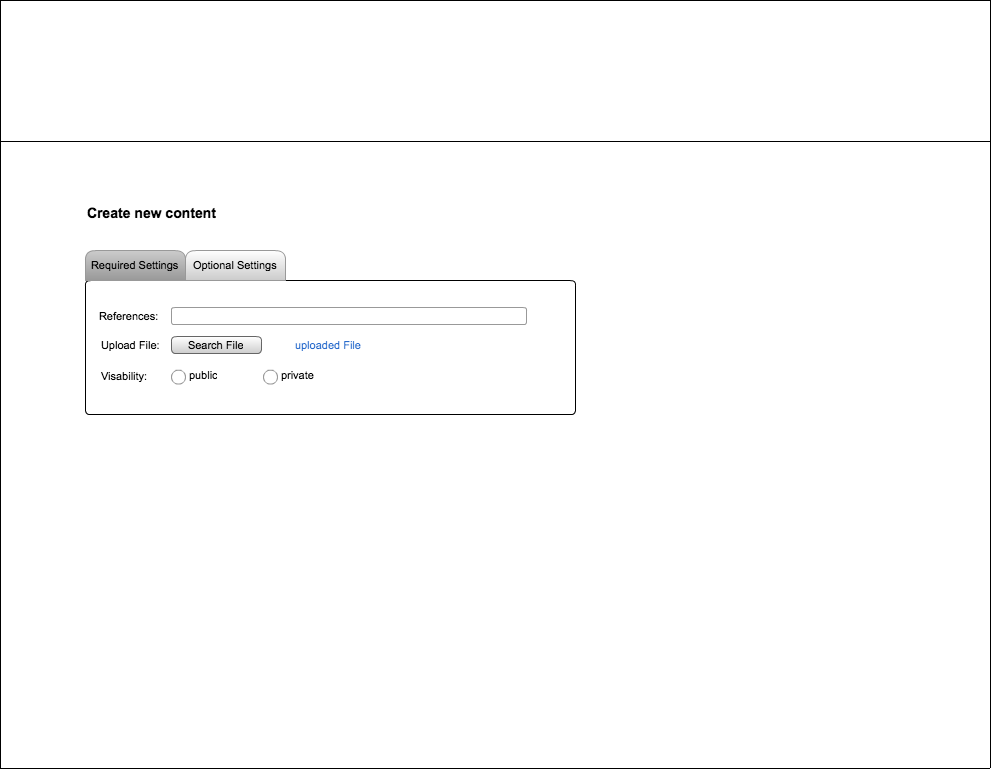 Create new content
Required Settings Optional Settings
References:
Upload File: Search File uploaded File
Visability: public private